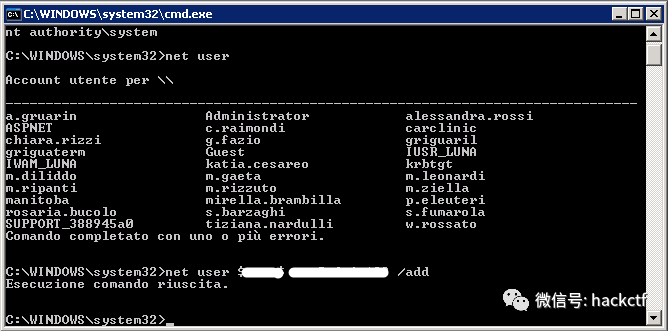 C:\WINDOWS\system32\cmd.exe
nt authority\system
C:\WINDOWS\system32>net user
Account utente per \\
-------------------------------------------------------------------------------
a.gruarin Administrator alessandra.rossi
ASPNET c.raimondi carclinic
chiara.rizzi g.fazio griguaril
griguaterm Guest IUSR_LUNA
IWAM_LUNA katia.cesareo krbtgt
m.diliddo m.gaeta m.leonardi
m.ripanti m.rizzuto m.ziella
manitoba mirella.brambilla p.eleuteri
rosaria.bucolo s.barzaghi s.fumarola
SUPPORT_388945a0 tiziana.nardulli w.rossato
Comando completato con uno o più errori.
C:\WINDOWS\system32>net user /add
Esecuzione comando riuscita.
C:\WINDOWS\system32>_
微信号: hackctf